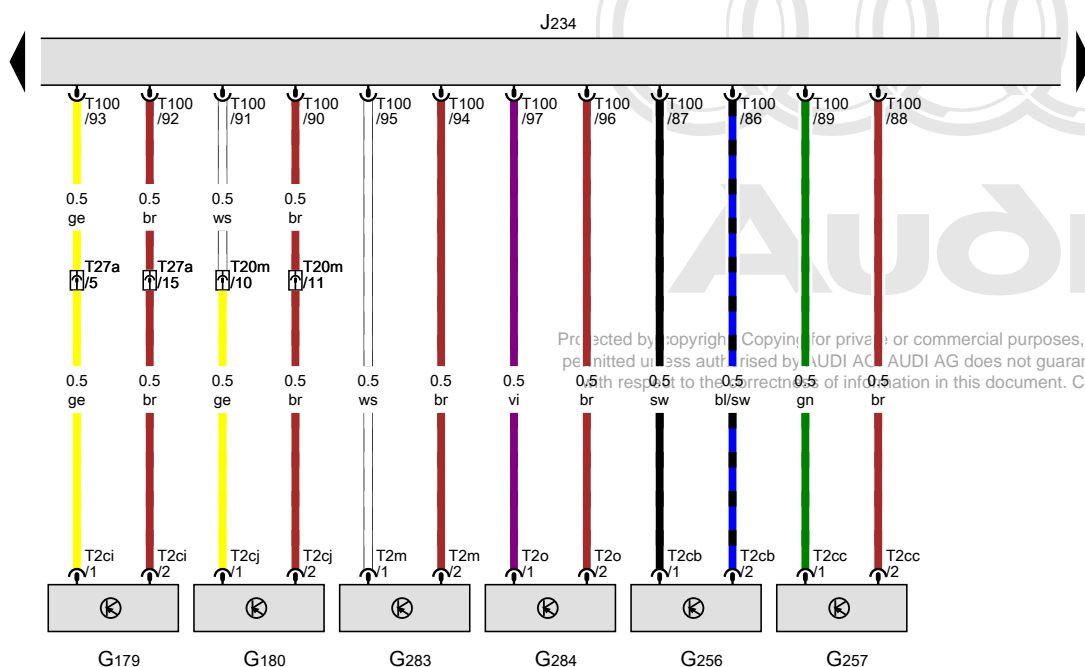 J234
T100 T100 T100 T100 T100 T100 T100 T100 T100 T100 T100 T100
/93 /92 /91 /90 /95 /94 /97 /96 /87 /86 /89 /88
0.5 0.5 0.5 0.5
ge br ws br
T27a T27a T20m T20m
/5 /15 /10 /11
Audi
Protected by copyright. Copying for private or commercial purposes,
permitted unless authorised by AUDI AG. AUDI AG does not guaran
with respect to the correctness of information in this document. C
0.5 0.5 0.5 0.5 0.5 0.5 0.5 0.5 0.5 0.5 0.5 0.5
ge br ge br ws br vi br sw bl/sw gn br
T2ci T2ci T2cj T2cj T2m T2m T2o T2o T2cb T2cb T2cc T2cc
/1 /2 /1 /2 /1 /2 /1 /2 /1 /2 /1 /2
G179 G180 G283 G284 G256 G257